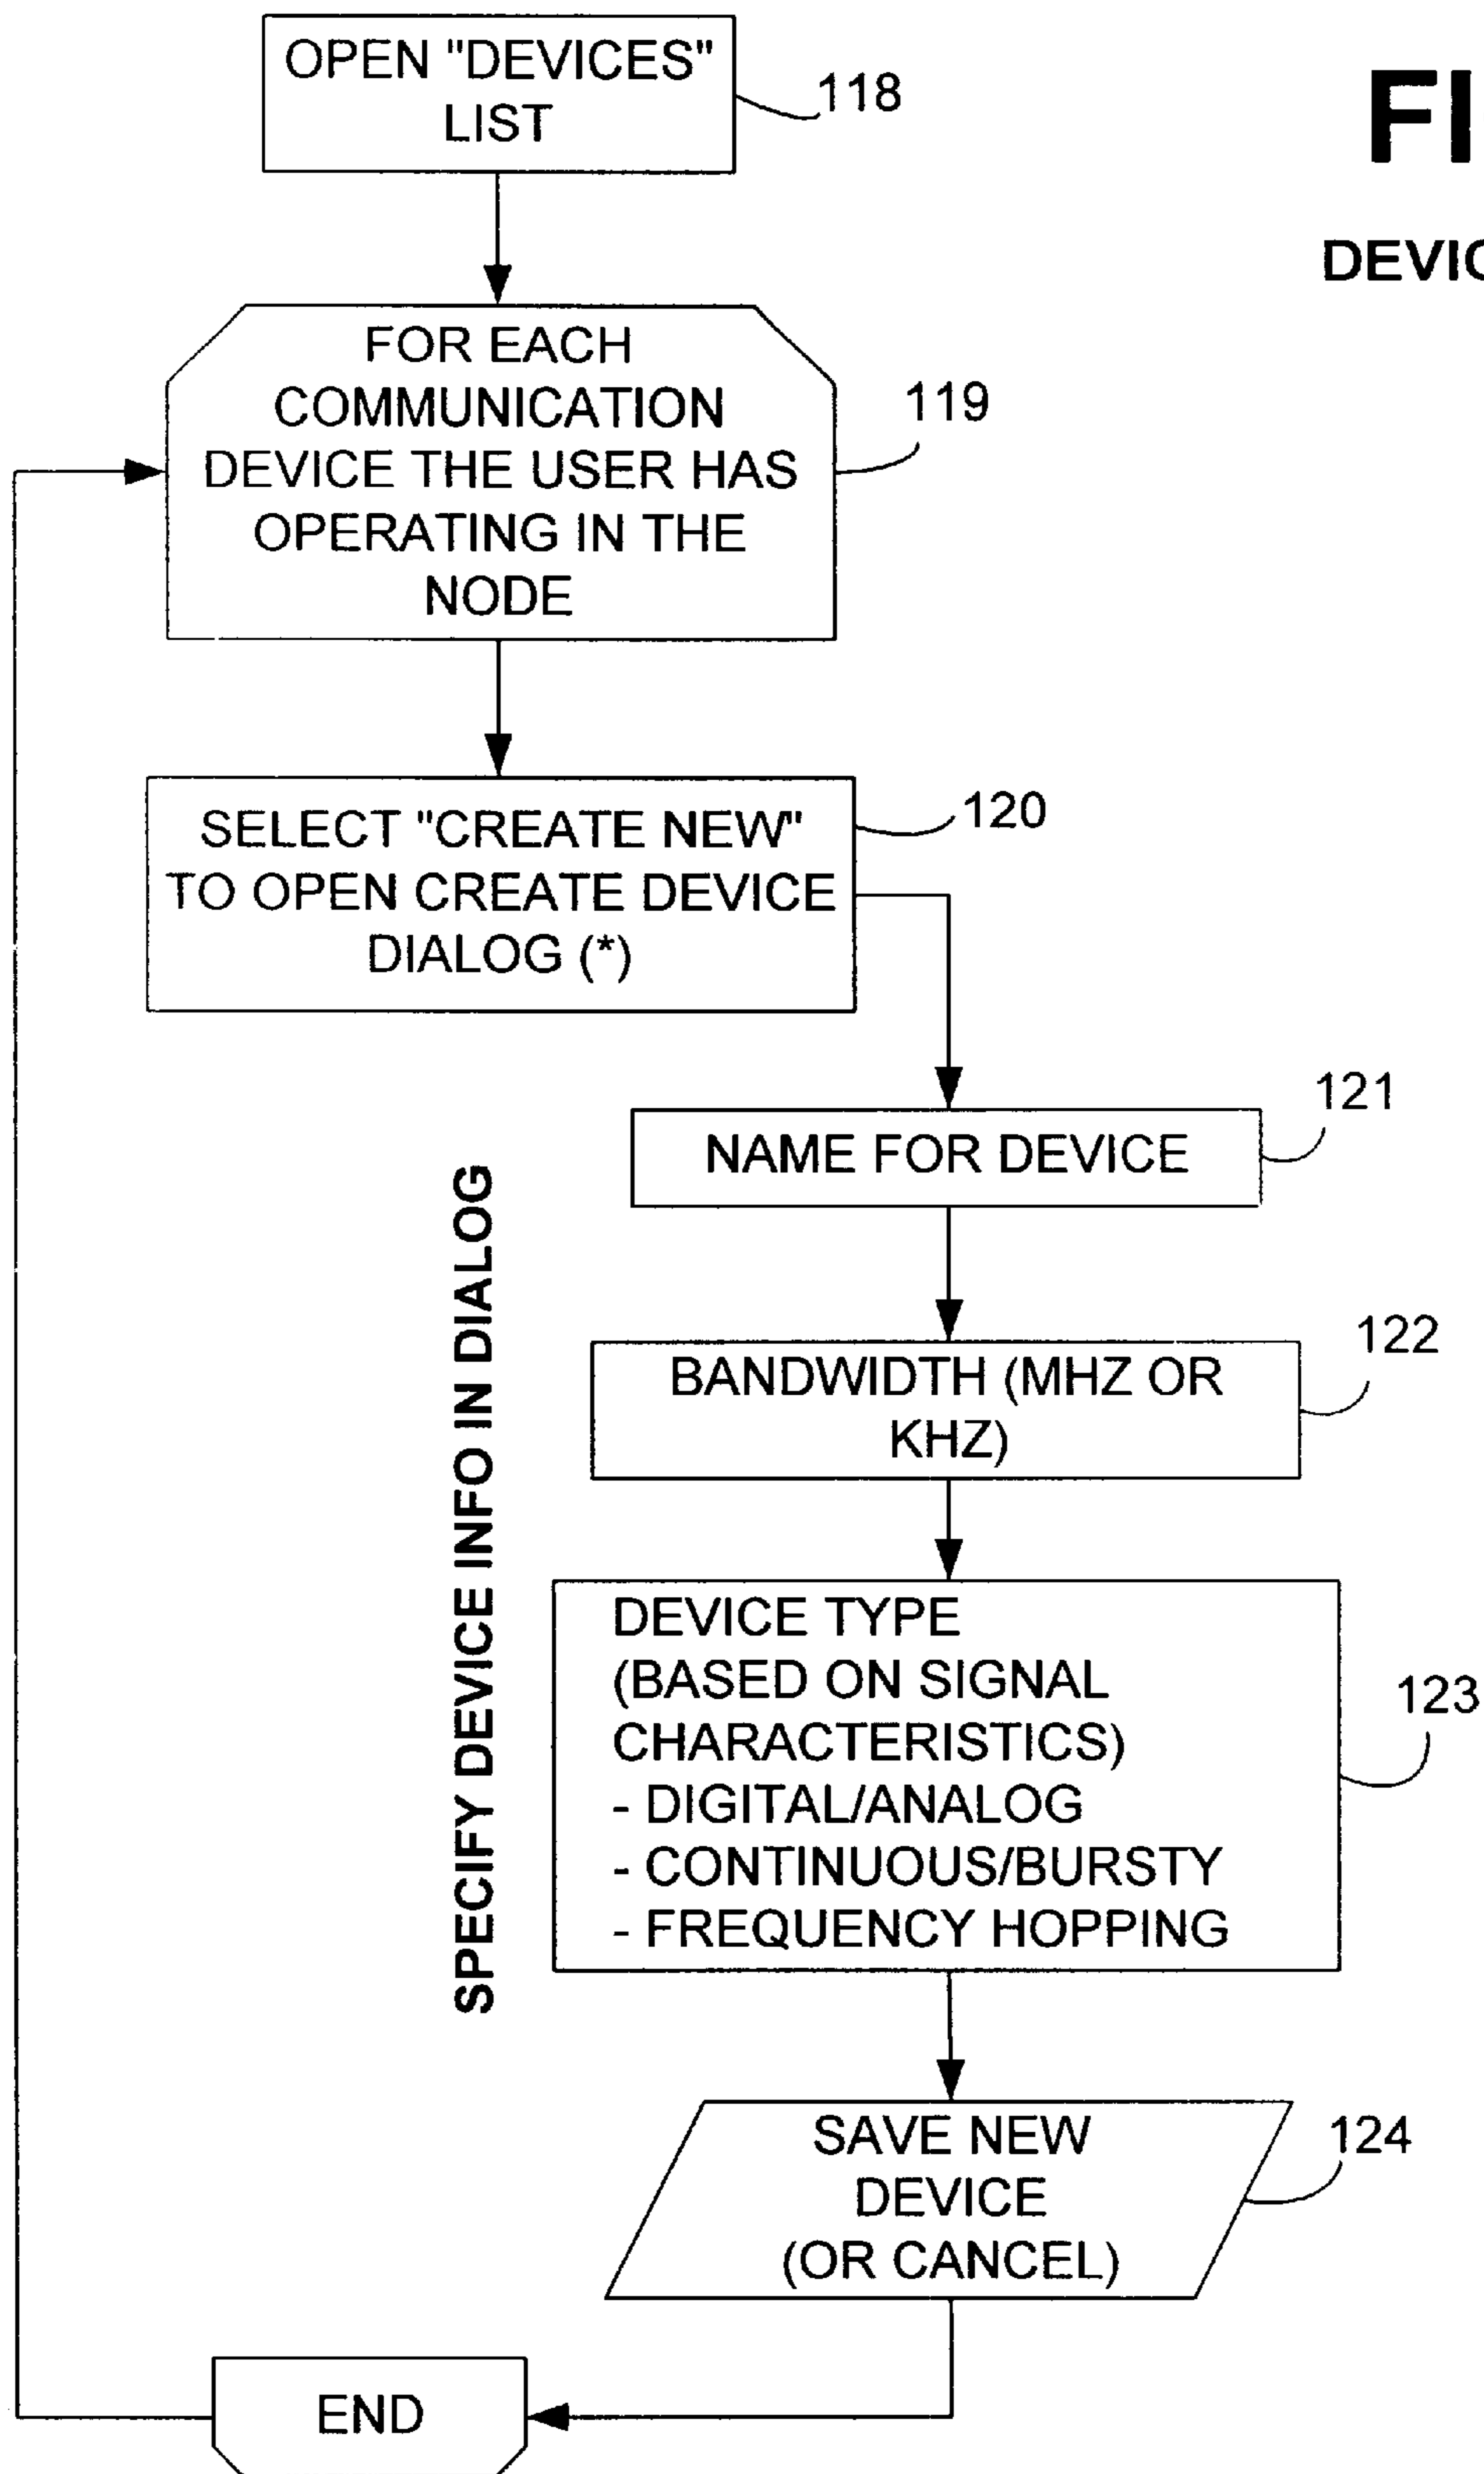 OPEN "DEVICES"
LIST
118
FI
DEVIC
FOR EACH
COMMUNICATION
DEVICE THE USER HAS
OPERATING IN THE
NODE
119
SELECT "CREATE NEW"
TO OPEN CREATE DEVICE
DIALOG (*)
120
SPECIFY DEVICE INFO IN DIALOG
NAME FOR DEVICE
121
BANDWIDTH (MHZ OR
KHZ)
122
DEVICE TYPE
(BASED ON SIGNAL
CHARACTERISTICS)
- DIGITAL/ANALOG
- CONTINUOUS/BURSTY
- FREQUENCY HOPPING
123
SAVE NEW
DEVICE
(OR CANCEL)
124
END